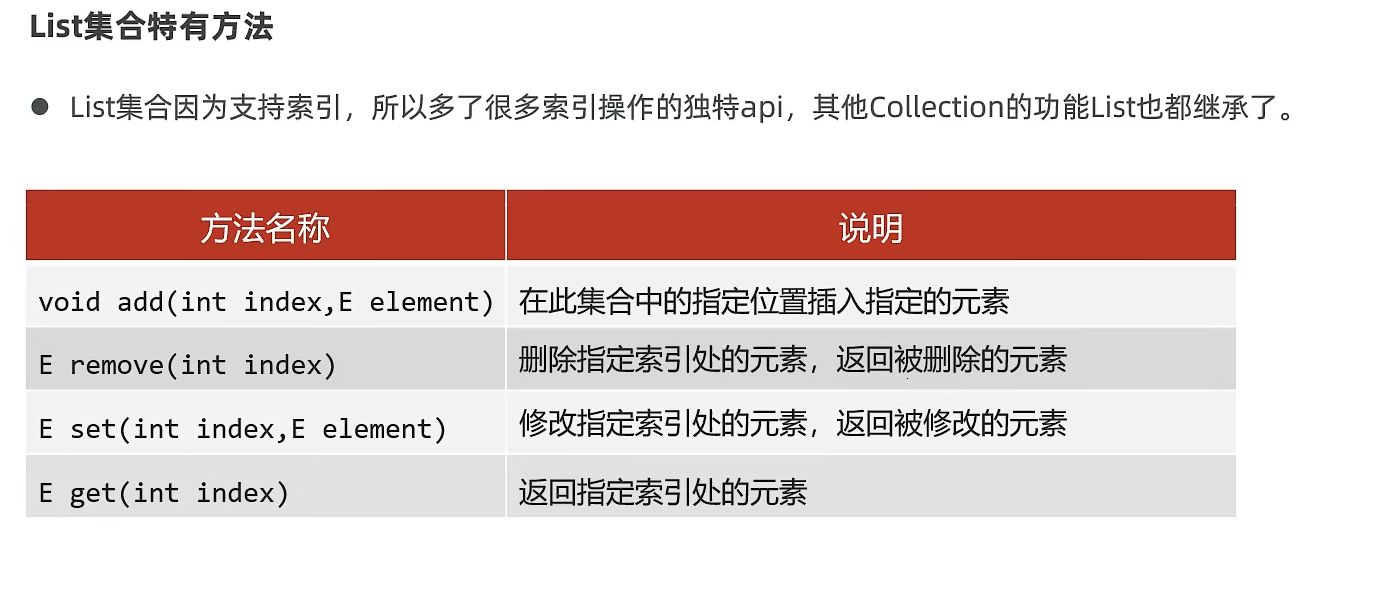 List集合特有方法
● List集合因为支持索引，所以多了很多索引操作的独特api，其他Collection的功能List也都继承了。
方法名称 说明
void add(int index,E element) 在此集合中的指定位置插入指定的元素
E remove(int index) 删除指定索引处的元素，返回被删除的元素
E set(int index,E element) 修改指定索引处的元素，返回被修改的元素
E get(int index) 返回指定索引处的元素